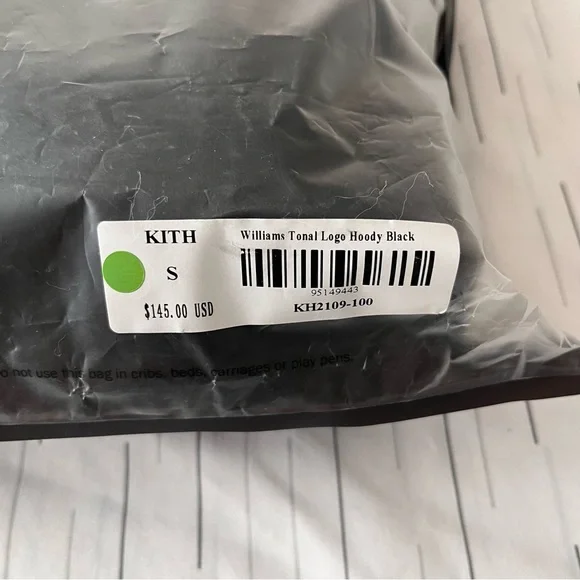 KITH
S
$145.00 USD
Williams Tonal Logo Hoody Black
95149443
KH2109-100
Do not use this bag in cribs, beds, carriages or play pens.